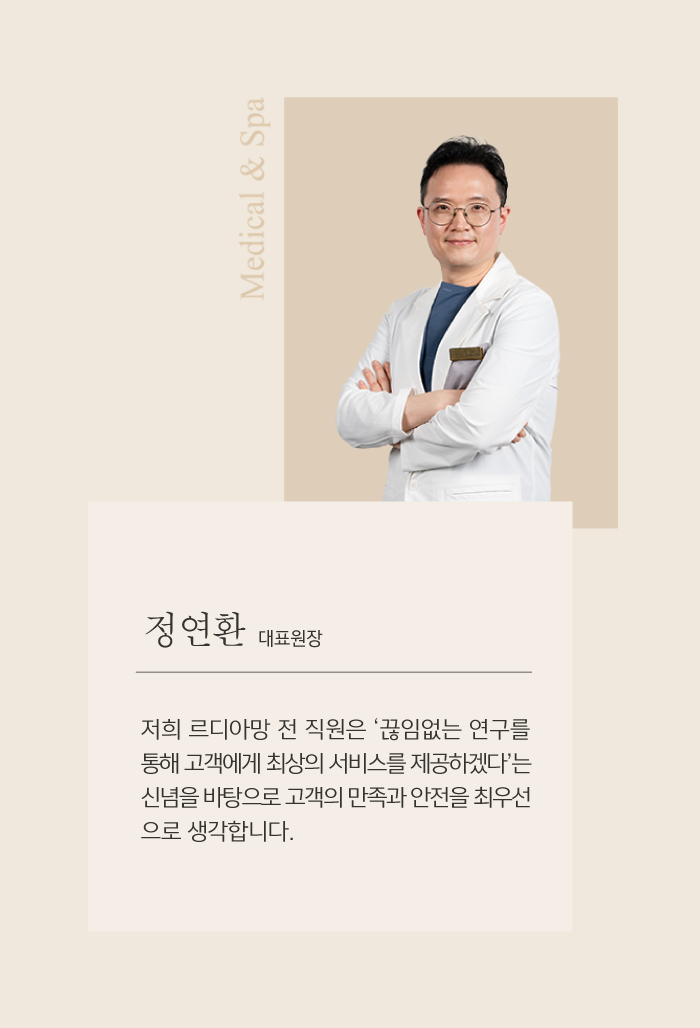 Medical & Spa
정연환 대표원장
저희 르디아망 전 직원은 ‘끊임없는 연구를
통해 고객에게 최상의 서비스를 제공하겠다’는
신념을 바탕으로 고객의 만족과 안전을 최우선
으로 생각합니다.